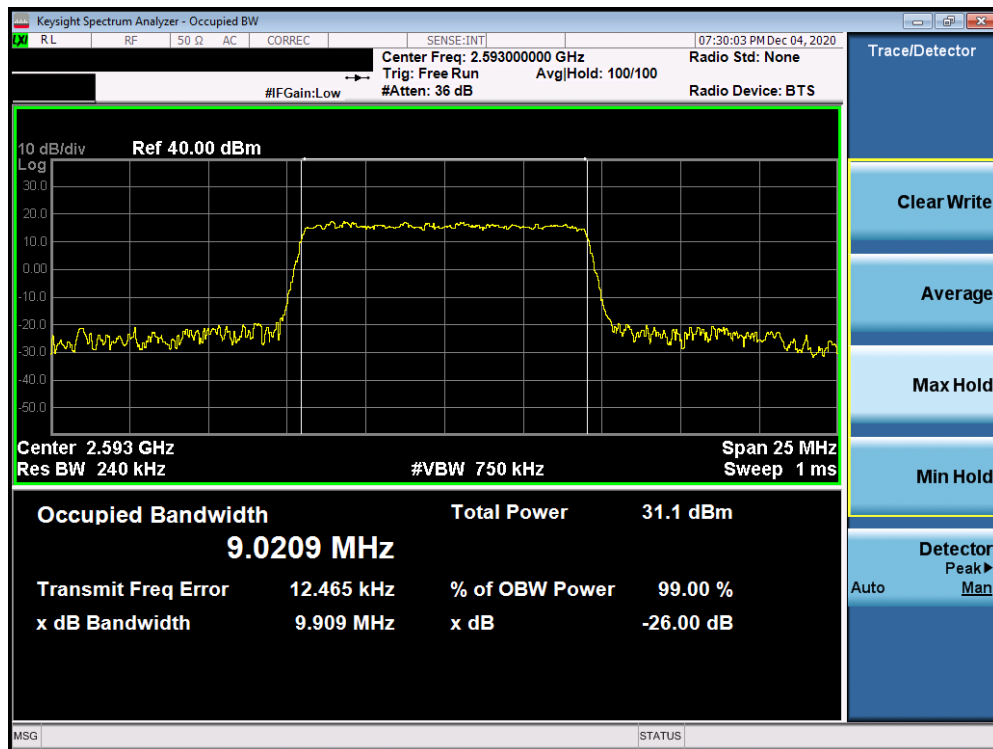 Keysight Spectrum Analyzer - Occupied BW
LXI RL RF 50 Ω AC CORREC SENSE:INT 07:30:03 PM Dec 04, 2020
Center Freq: 2.593000000 GHz Radio Std: None
Trig: Free Run Avg|Hold: 100/100
#IFGain:Low #Atten: 36 dB Radio Device: BTS
10 dB/div Ref 40.00 dBm
Log
30.0
20.0
10.0
0.00
-10.0
-20.0
-30.0
-40.0
-50.0
Center 2.593 GHz Span 25 MHz
Res BW 240 kHz #VBW 750 kHz Sweep 1 ms
Occupied Bandwidth Total Power 31.1 dBm
9.0209 MHz
Transmit Freq Error 12.465 kHz % of OBW Power 99.00 %
x dB Bandwidth 9.909 MHz x dB -26.00 dB
MSG STATUS
Trace/Detector
Clear Write
Average
Max Hold
Min Hold
Detector
Peak▶
Auto Man